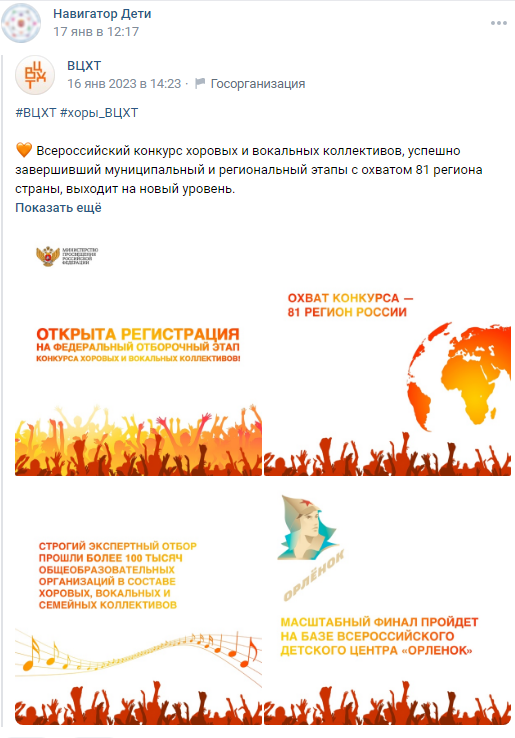 Навигатор Дети
17 янв в 12:17
ВЦХТ
16 янв 2023 в 14:23 · Госорганизация
#ВЦХТ #хоры_ВЦХТ
🧡 Всероссийский конкурс хоровых и вокальных коллективов, успешно
завершивший муниципальный и региональный этапы с охватом 81 региона
страны, выходит на новый уровень.
Показать ещё
МИНИСТЕРСТВО
ПРОСВЕЩЕНИЯ
РОССИЙСКОЙ
ФЕДЕРАЦИИ
ОТКРЫТА РЕГИСТРАЦИЯ
НА ФЕДЕРАЛЬНЫЙ ОТБОРОЧНЫЙ ЭТАП
КОНКУРСА ХОРОВЫХ И ВОКАЛЬНЫХ КОЛЛЕКТИВОВ!
ОХВАТ КОНКУРСА —
81 РЕГИОН РОССИИ
СТРОГИЙ ЭКСПЕРТНЫЙ ОТБОР
ПРОШЛИ БОЛЕЕ 100 ТЫСЯЧ
ОБЩЕОБРАЗОВАТЕЛЬНЫХ
ОРГАНИЗАЦИЙ В СОСТАВЕ
ХОРОВЫХ, ВОКАЛЬНЫХ И
СЕМЕЙНЫХ КОЛЛЕКТИВОВ
ОРЛЁНОК
МАСШТАБНЫЙ ФИНАЛ ПРОЙДЕТ
НА БАЗЕ ВСЕРОССИЙСКОГО
ДЕТСКОГО ЦЕНТРА «ОРЛЕНОК»